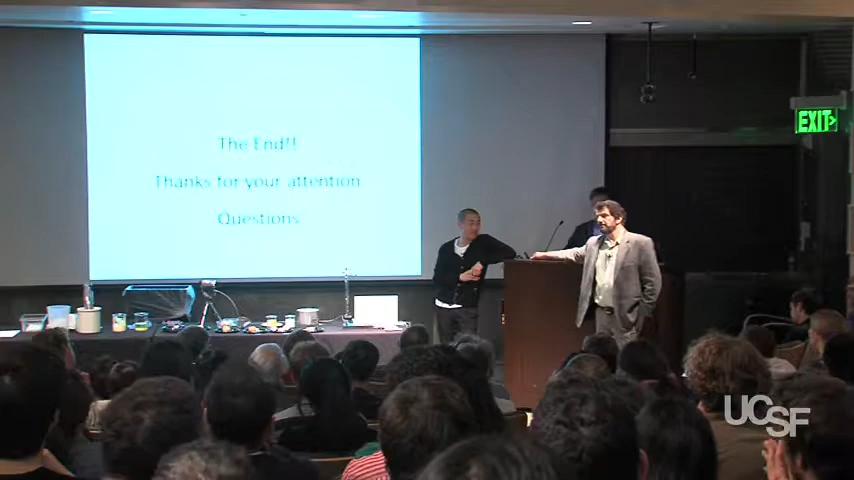 The End!!
Thanks for your attention
Questions
EXIT
UCSF